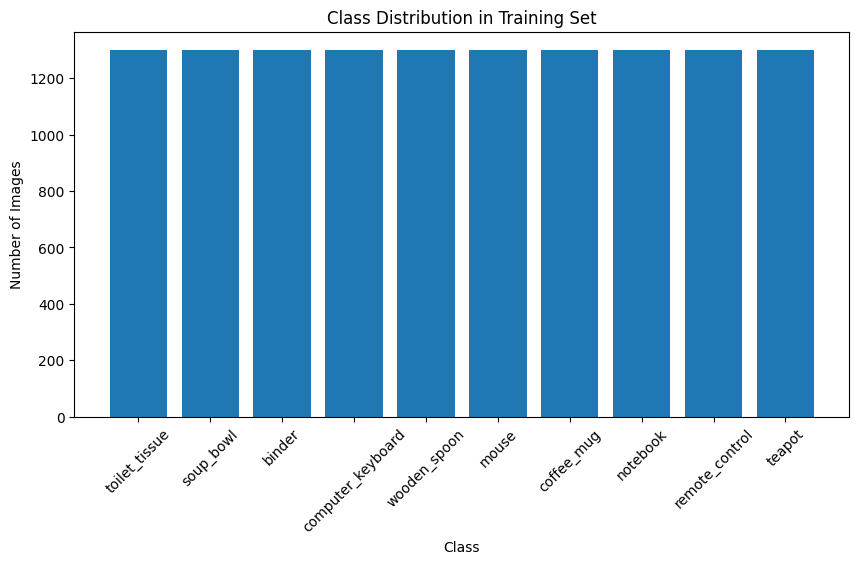 Class Distribution in Training Set
Number of Images
1200
1000
800
600
400
200
0
toilet_tissue
soup_bowl
binder
computer_keyboard
wooden_spoon
mouse
coffee_mug
notebook
remote_control
teapot
Class